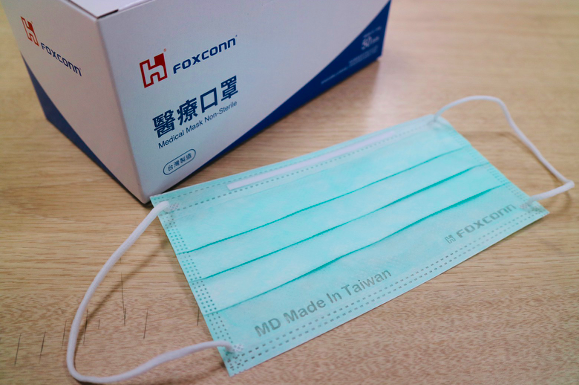 FOXCONN
FOXCONN®
醫療口罩
Medical Mask Non-Sterile
台灣製造
FOXCONN
MD Made In Taiwan